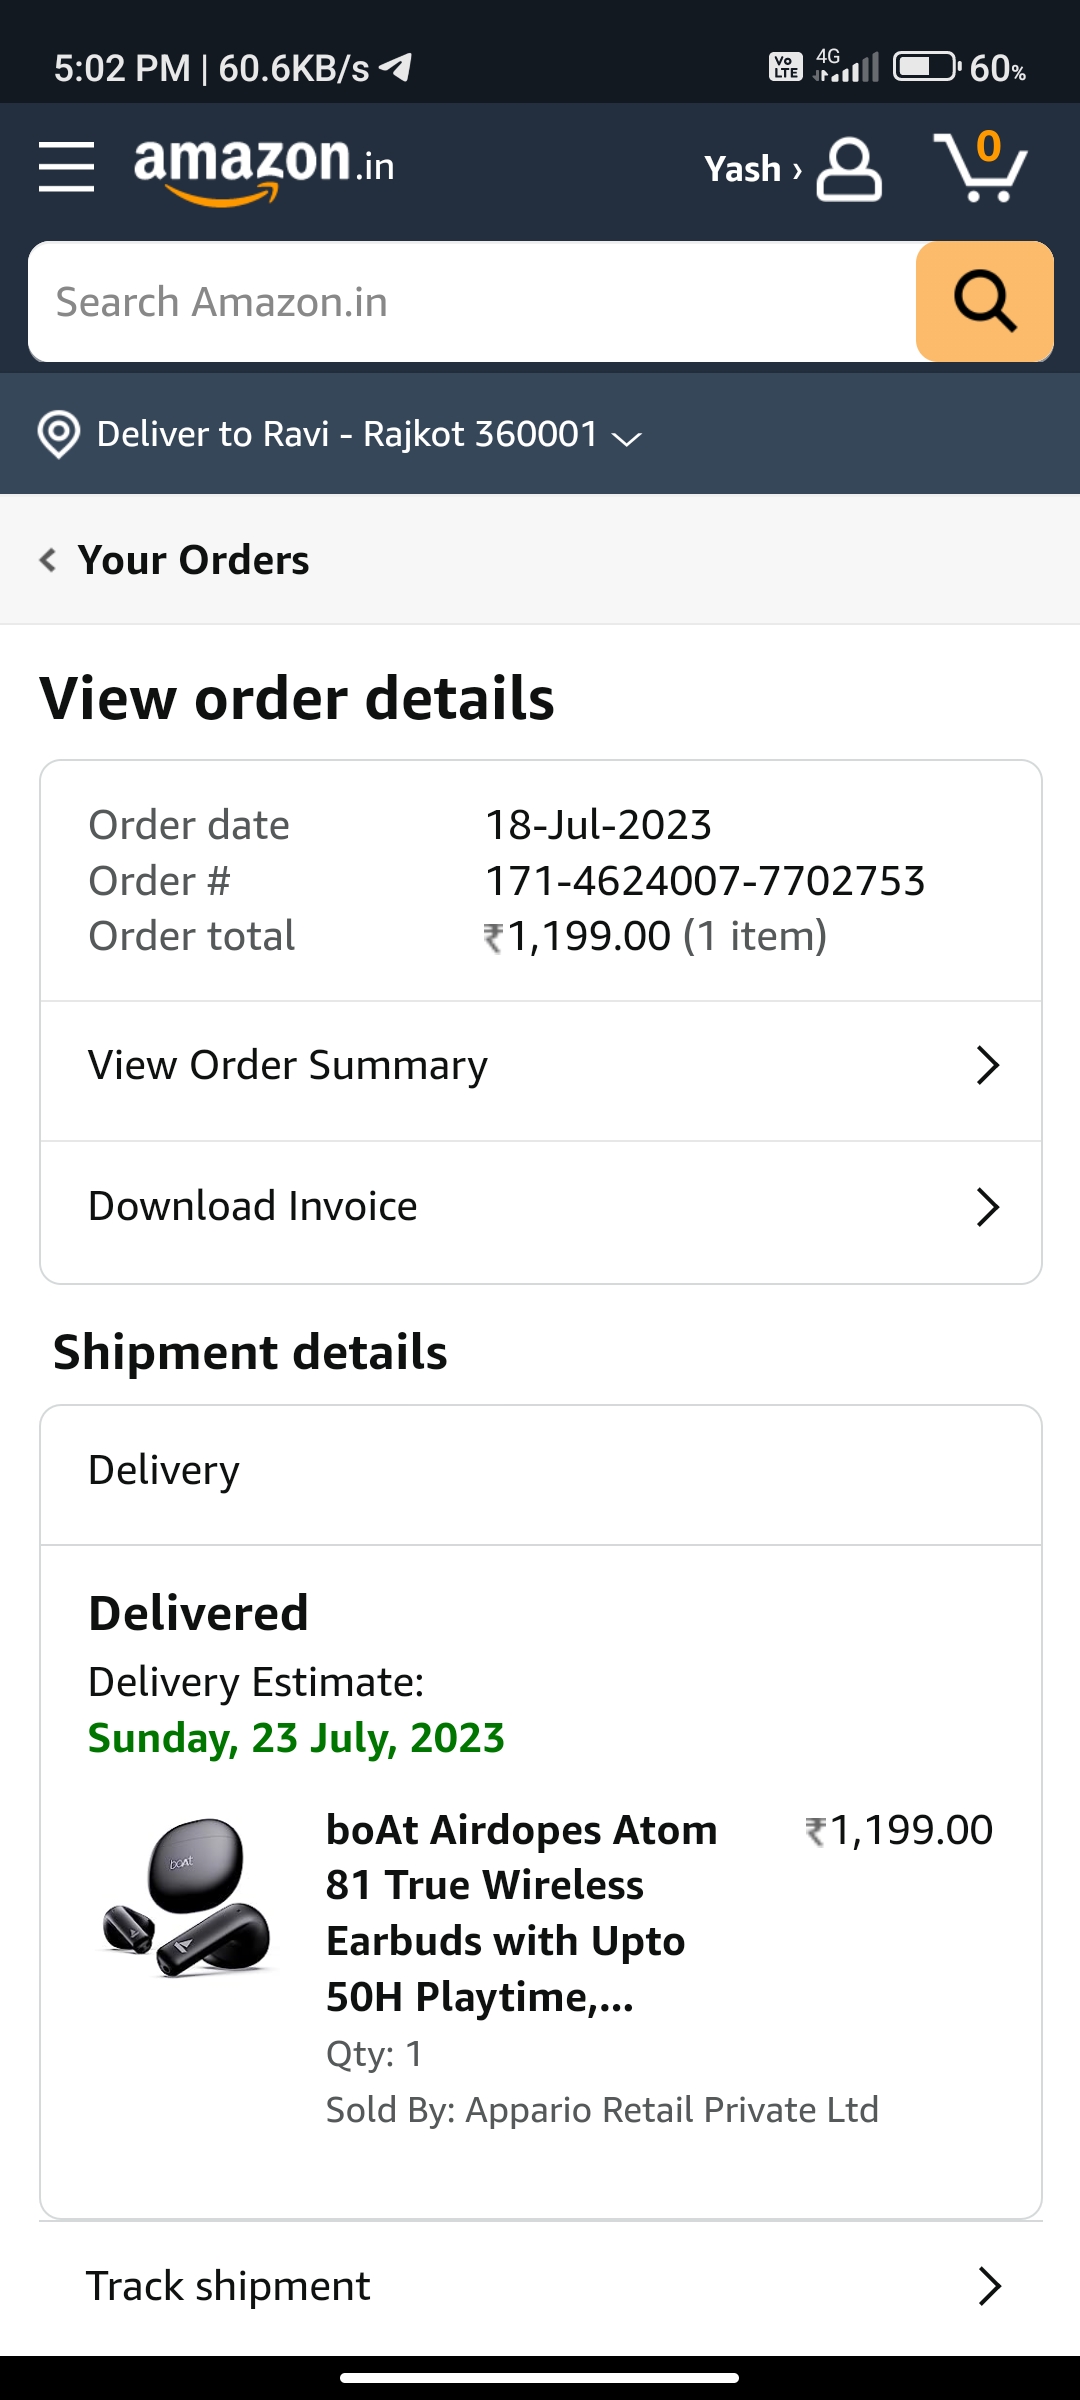 5:02 PM | 60.6KB/s Vo LTE 4G 60%
amazon.in Yash › 0
Search Amazon.in
Deliver to Ravi - Rajkot 360001
Your Orders
View order details
Order date 18-Jul-2023
Order # 171-4624007-7702753
Order total ₹1,199.00 (1 item)
View Order Summary
Download Invoice
Shipment details
Delivery
Delivered
Delivery Estimate:
Sunday, 23 July, 2023
boAt
boAt Airdopes Atom ₹1,199.00
81 True Wireless
Earbuds with Upto
50H Playtime,...
Qty: 1
Sold By: Appario Retail Private Ltd
Track shipment